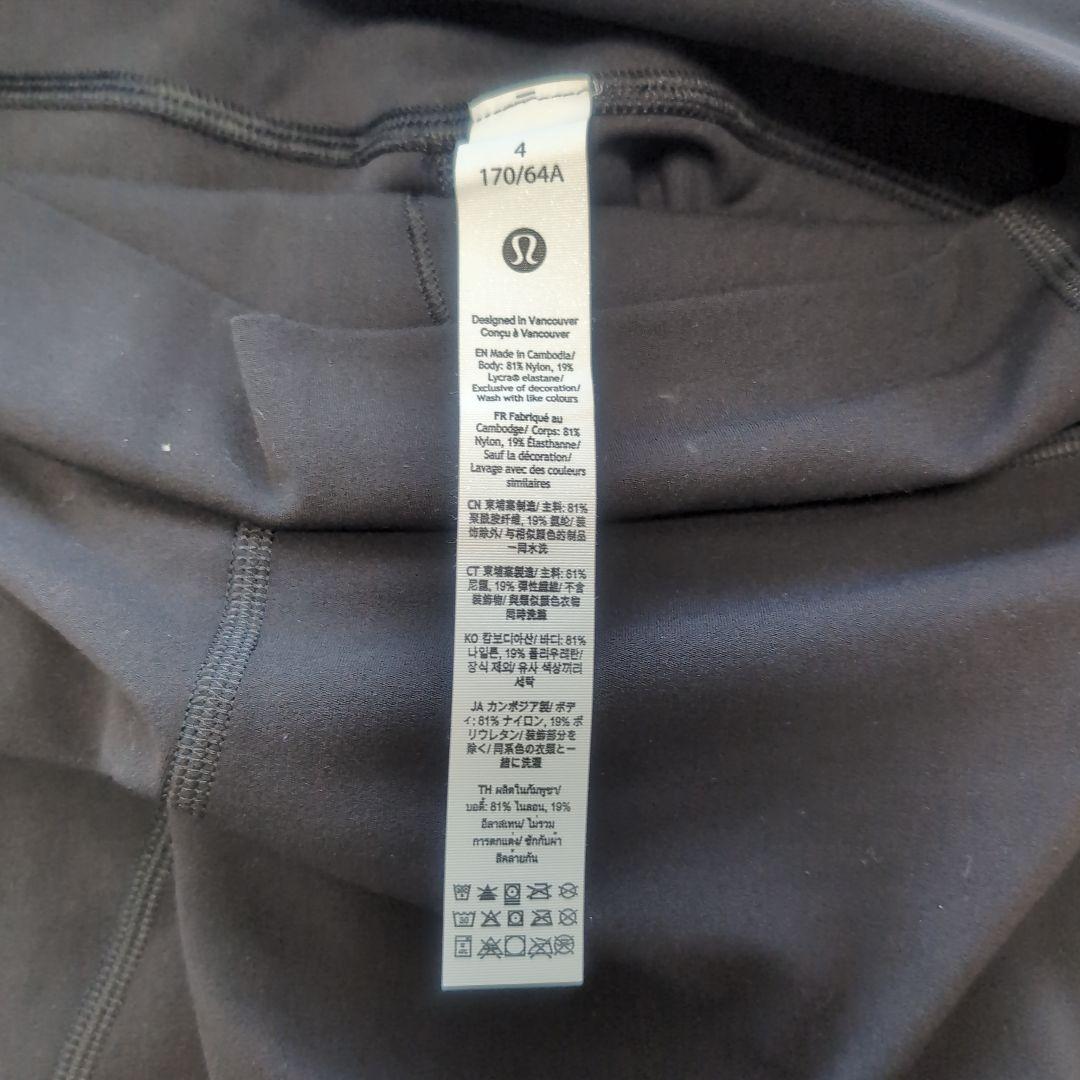 4
170/64A
Designed in Vancouver
Conçu à Vancouver
EN Made in Cambodia/
Body: 81% Nylon, 19%
Lycra® elastane/
Exclusive of decoration/
Wash with like colours
FR Fabriqué au
Cambodge/ Corps: 81%
Nylon, 19% Élasthanne/
Sauf la décoration/
Lavage avec des couleurs
similaires
CN 柬埔寨制造/ 主料: 81%
聚酰胺纤维, 19% 氨纶/ 装
饰除外/ 与相似颜色的制品
一同水洗
CT 柬埔寨製造/ 主料: 81%
尼龍, 19% 彈性纖維/ 不含
裝飾物/ 與類似顏色衣物
同時洗滌
KO 캄보디아산/ 바디: 81%
나일론, 19% 폴리우레탄/
장식 제외/ 유사 색상끼리
세탁
JA カンボジア製/ ボデ
ィ: 81% ナイロン, 19% ポ
リウレタン/ 装飾部分を
除く/ 同系色の衣類と一
緒に洗濯
TH ผลิตในกัมพูชา/
บอดี้: 81% ไนลอน, 19%
อีลาสเทน/ ไม่รวม
การตกแต่ง/ ซักกับผ้า
สีคล้ายกัน
30